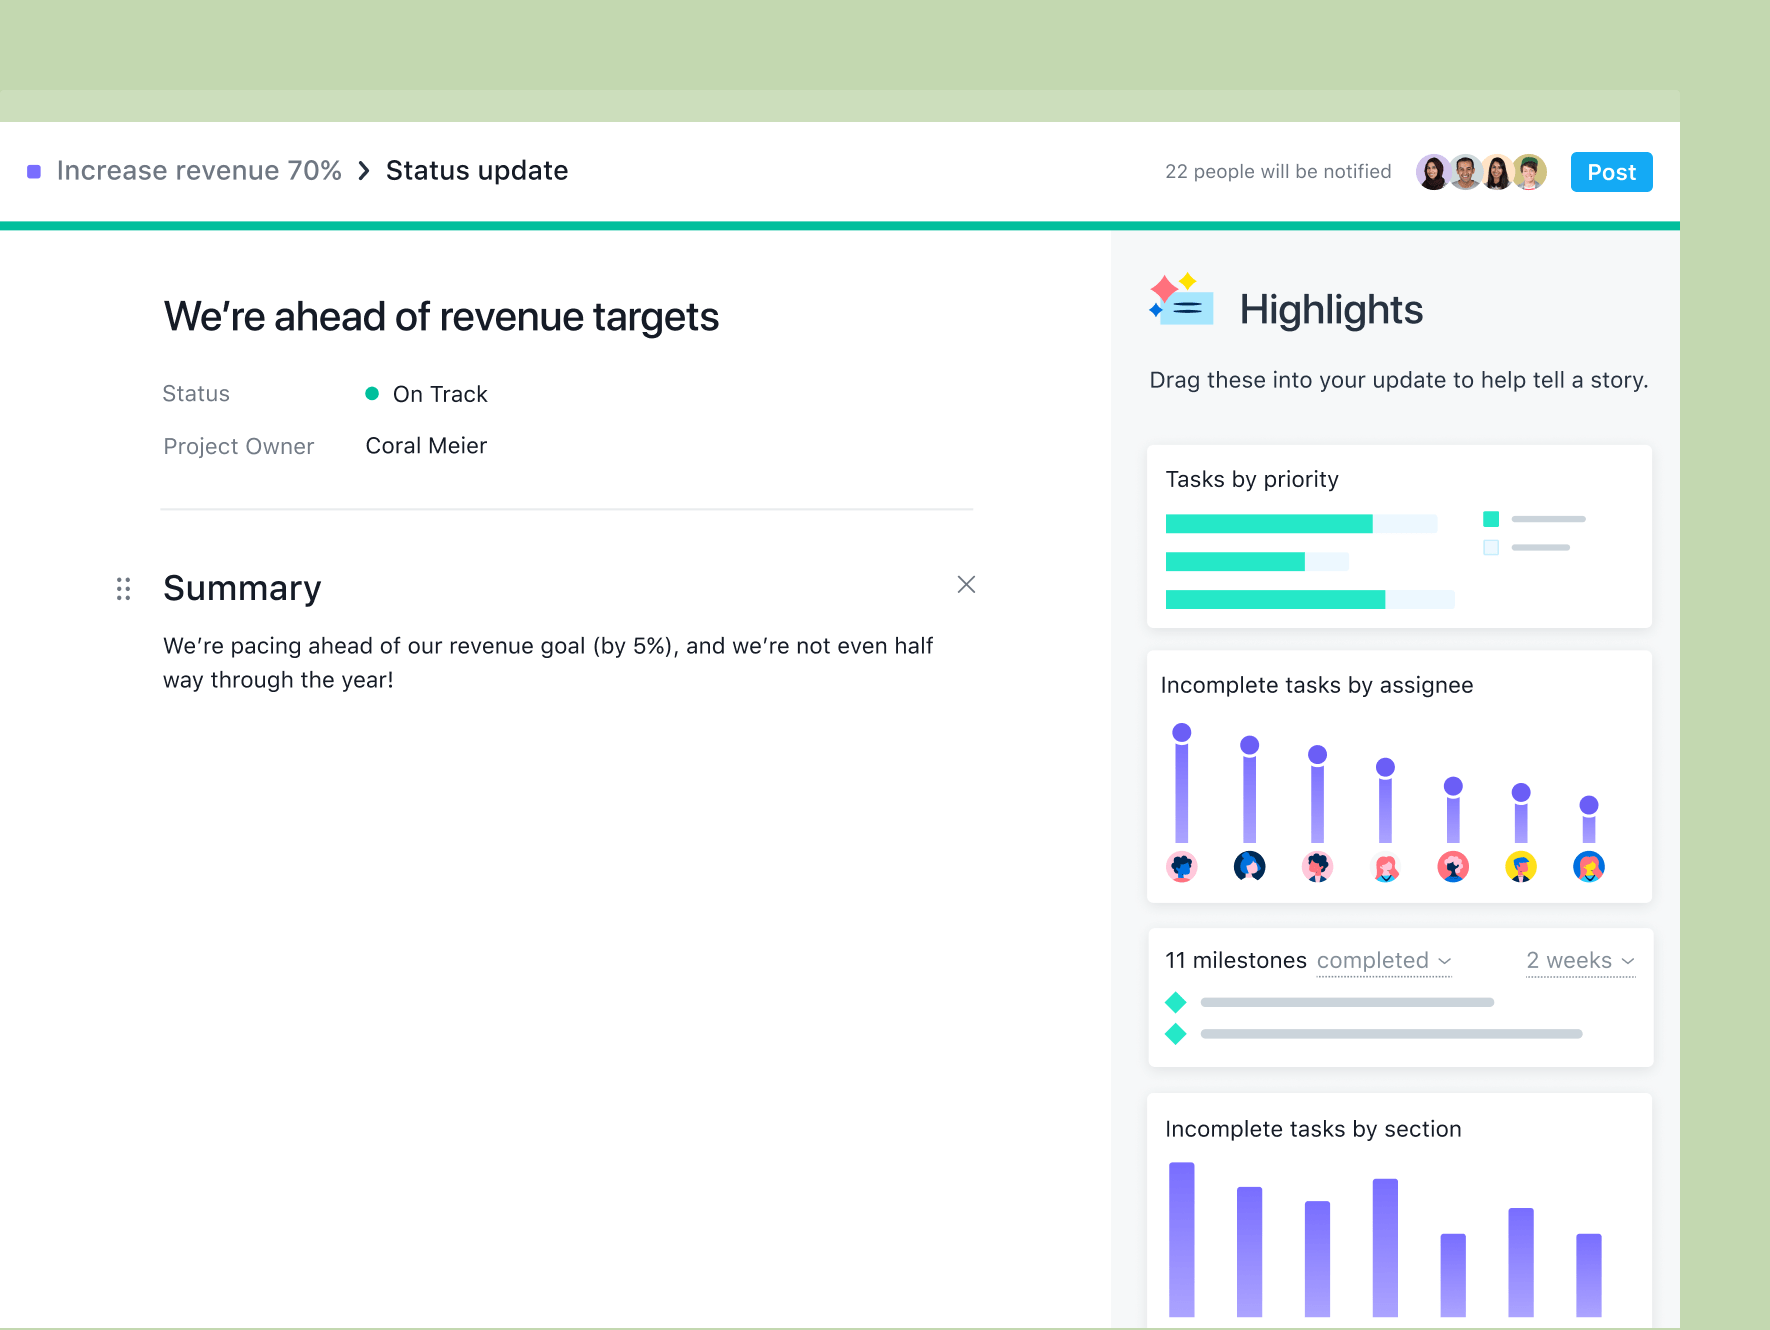 Increase revenue 70% > Status update
22 people will be notified
Post
We’re ahead of revenue targets
Status On Track
Project Owner Coral Meier
Summary
We’re pacing ahead of our revenue goal (by 5%), and we’re not even half
way through the year!
Highlights
Drag these into your update to help tell a story.
Tasks by priority
Incomplete tasks by assignee
11 milestones completed 2 weeks
Incomplete tasks by section